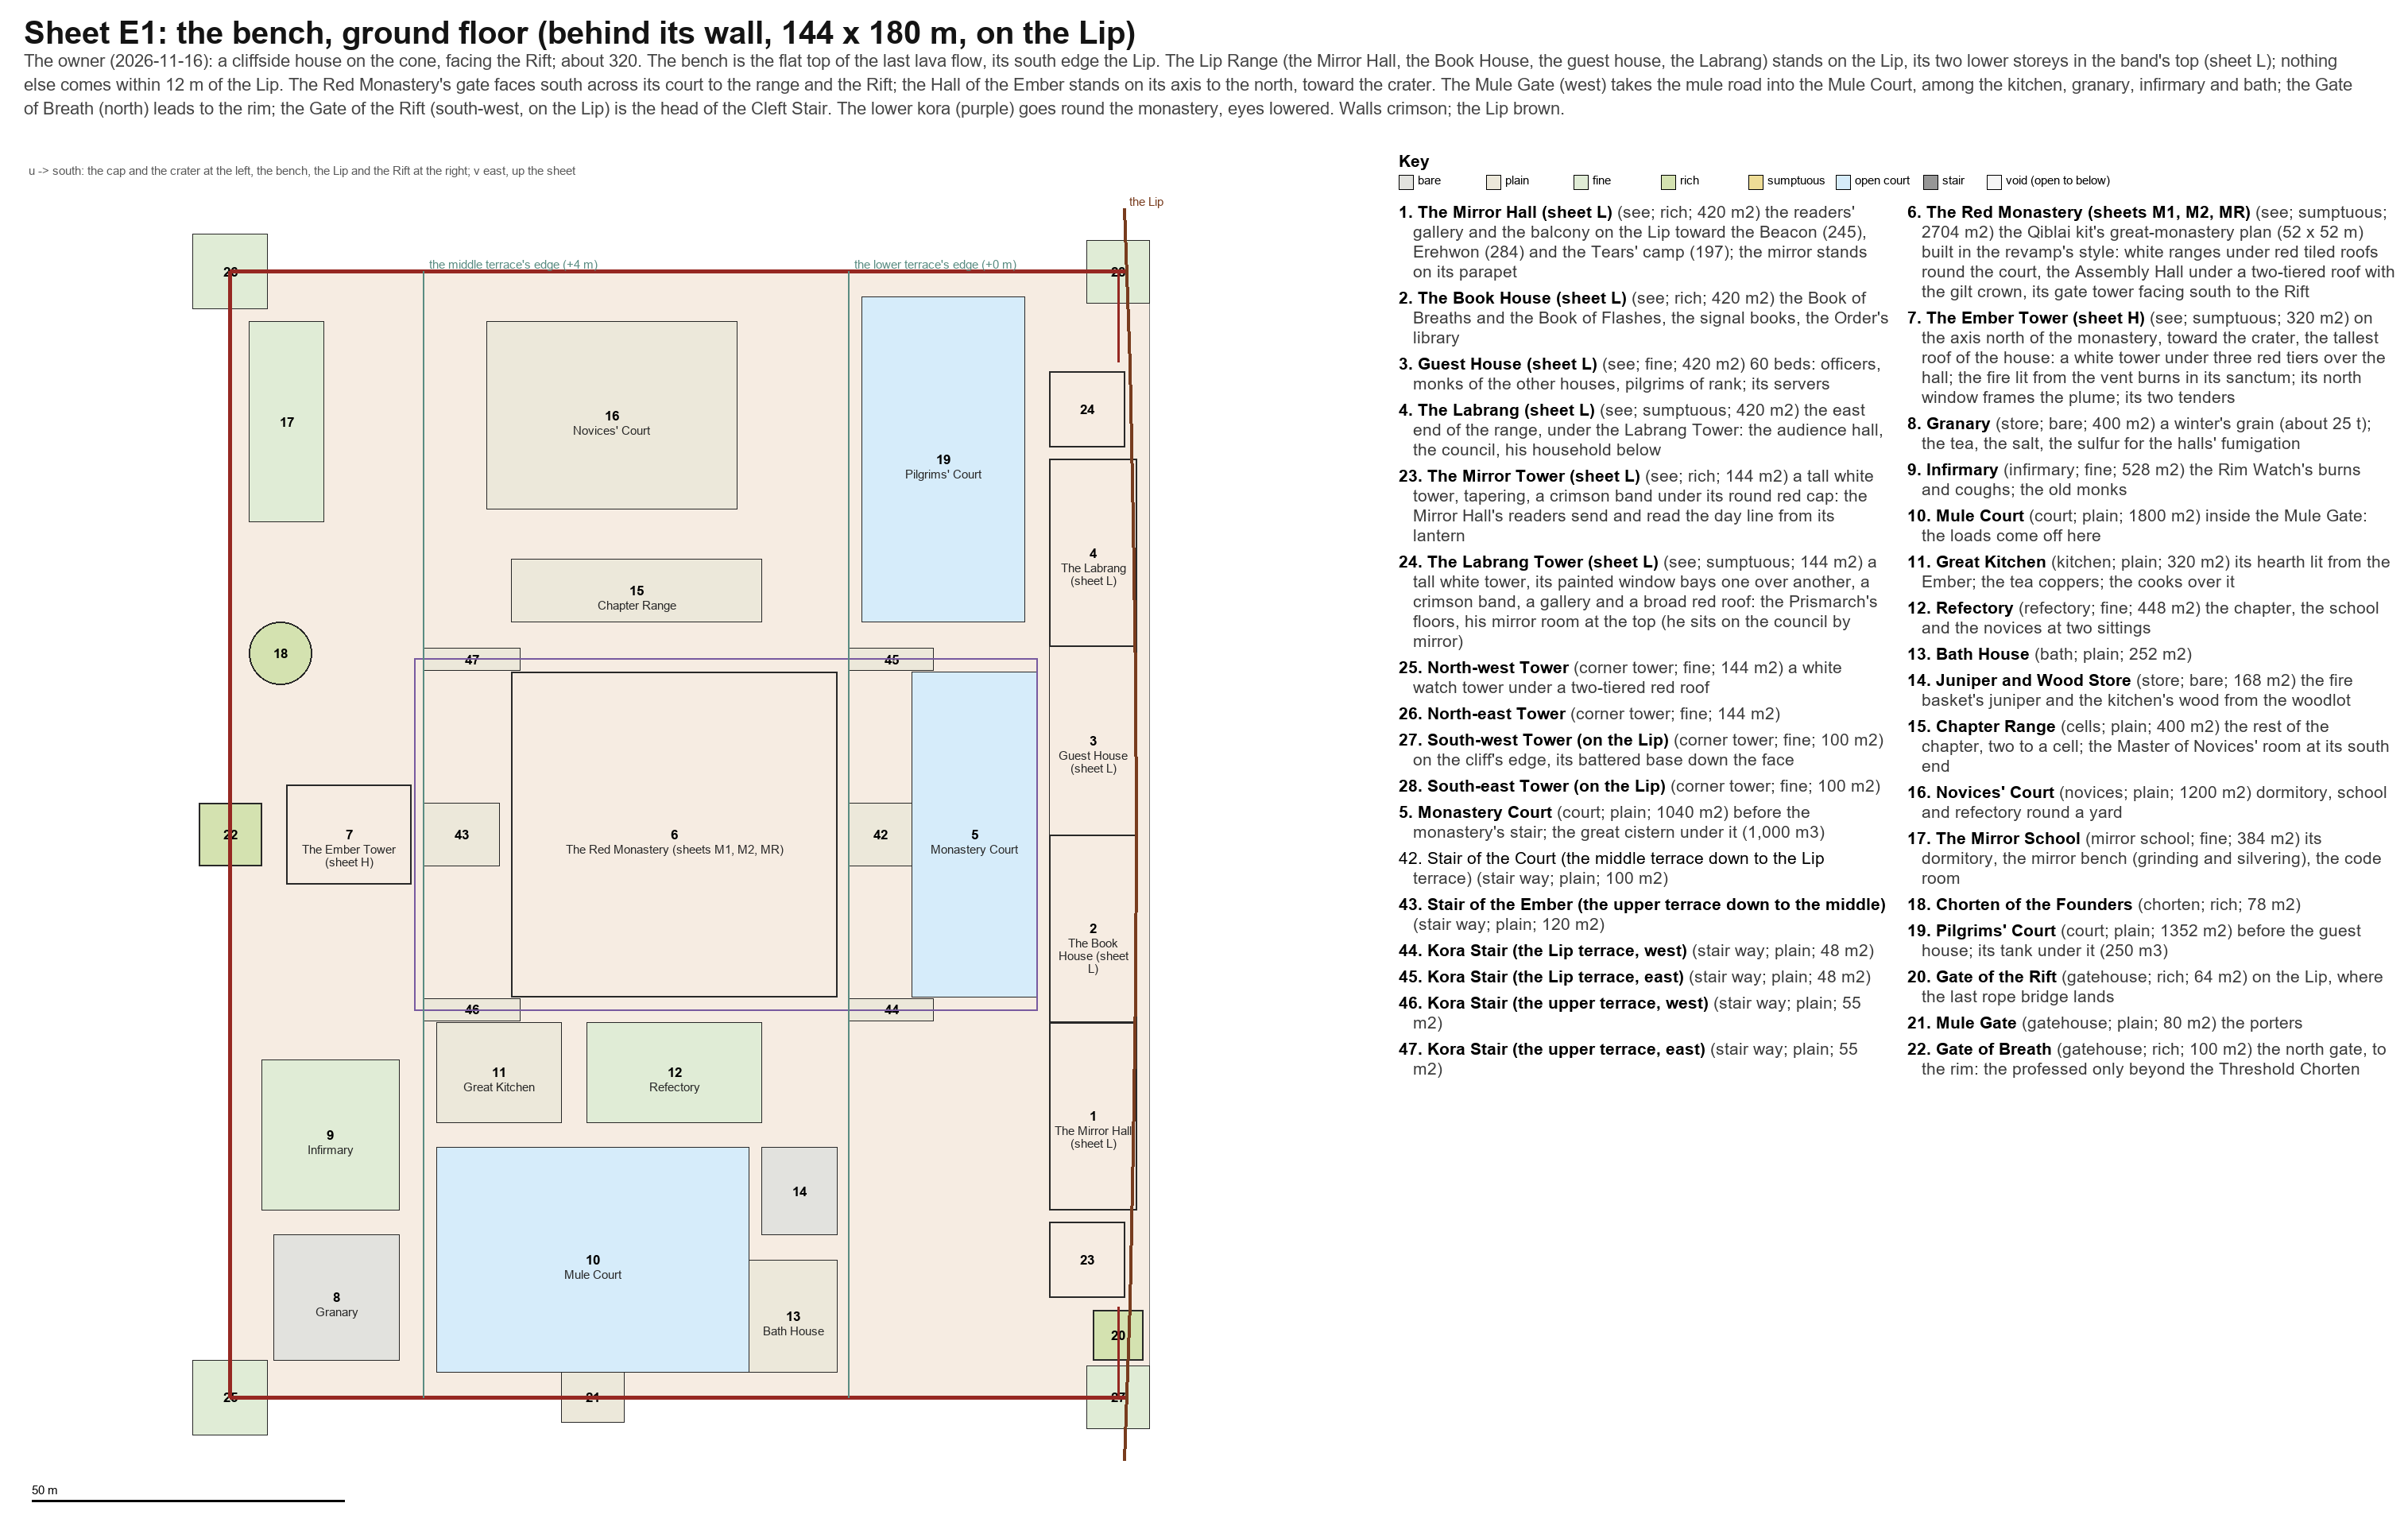 Sheet E1: the bench, ground floor (behind its wall, 144 x 180 m, on the Lip)
The owner (2026-11-16): a cliffside house on the cone, facing the Rift; about 320. The bench is the flat top of the last lava flow, its south edge the Lip. The Lip Range (the Mirror Hall, the Book House, the guest house, the Labrang) stands on the Lip, its two lower storeys in the band's top (sheet L); nothing
else comes within 12 m of the Lip. The Red Monastery's gate faces south across its court to the range and the Rift; the Hall of the Ember stands on its axis to the north, toward the crater. The Mule Gate (west) takes the mule road into the Mule Court, among the kitchen, granary, infirmary and bath; the Gate
of Breath (north) leads to the rim; the Gate of the Rift (south-west, on the Lip) is the head of the Cleft Stair. The lower kora (purple) goes round the monastery, eyes lowered. Walls crimson; the Lip brown.
u -> south: the cap and the crater at the left, the bench, the Lip and the Rift at the right; v east, up the sheet
the Lip
26
the middle terrace's edge (+4 m)
the lower terrace's edge (+0 m)
28
17
16
Novices' Court
19
Pilgrims' Court
24
4
The Labrang
(sheet L)
15
Chapter Range
18
47
45
3
Guest House
(sheet L)
22
7
The Ember Tower
(sheet H)
43
6
The Red Monastery (sheets M1, M2, MR)
42
5
Monastery Court
2
The Book
House (sheet
L)
46
44
11
Great Kitchen
12
Refectory
1
The Mirror Hall
(sheet L)
9
Infirmary
14
10
Mule Court
23
8
Granary
13
Bath House
20
25
21
27
50 m
Key
bare
plain
fine
rich
sumptuous
open court
stair
void (open to below)
1. The Mirror Hall (sheet L) (see; rich; 420 m2) the readers'
gallery and the balcony on the Lip toward the Beacon (245),
Erehwon (284) and the Tears' camp (197); the mirror stands
on its parapet
2. The Book House (sheet L) (see; rich; 420 m2) the Book of
Breaths and the Book of Flashes, the signal books, the Order's
library
3. Guest House (sheet L) (see; fine; 420 m2) 60 beds: officers,
monks of the other houses, pilgrims of rank; its servers
4. The Labrang (sheet L) (see; sumptuous; 420 m2) the east
end of the range, under the Labrang Tower: the audience hall,
the council, his household below
23. The Mirror Tower (sheet L) (see; rich; 144 m2) a tall white
tower, tapering, a crimson band under its round red cap: the
Mirror Hall's readers send and read the day line from its
lantern
24. The Labrang Tower (sheet L) (see; sumptuous; 144 m2) a
tall white tower, its painted window bays one over another, a
crimson band, a gallery and a broad red roof: the Prismarch's
floors, his mirror room at the top (he sits on the council by
mirror)
25. North-west Tower (corner tower; fine; 144 m2) a white
watch tower under a two-tiered red roof
26. North-east Tower (corner tower; fine; 144 m2)
27. South-west Tower (on the Lip) (corner tower; fine; 100 m2)
on the cliff's edge, its battered base down the face
28. South-east Tower (on the Lip) (corner tower; fine; 100 m2)
5. Monastery Court (court; plain; 1040 m2) before the
monastery's stair; the great cistern under it (1,000 m3)
42. Stair of the Court (the middle terrace down to the Lip
terrace) (stair way; plain; 100 m2)
43. Stair of the Ember (the upper terrace down to the middle)
(stair way; plain; 120 m2)
44. Kora Stair (the Lip terrace, west) (stair way; plain; 48 m2)
45. Kora Stair (the Lip terrace, east) (stair way; plain; 48 m2)
46. Kora Stair (the upper terrace, west) (stair way; plain; 55
m2)
47. Kora Stair (the upper terrace, east) (stair way; plain; 55
m2)
6. The Red Monastery (sheets M1, M2, MR) (see; sumptuous;
2704 m2) the Qiblai kit's great-monastery plan (52 x 52 m)
built in the revamp's style: white ranges under red tiled roofs
round the court, the Assembly Hall under a two-tiered roof with
the gilt crown, its gate tower facing south to the Rift
7. The Ember Tower (sheet H) (see; sumptuous; 320 m2) on
the axis north of the monastery, toward the crater, the tallest
roof of the house: a white tower under three red tiers over the
hall; the fire lit from the vent burns in its sanctum; its north
window frames the plume; its two tenders
8. Granary (store; bare; 400 m2) a winter's grain (about 25 t);
the tea, the salt, the sulfur for the halls' fumigation
9. Infirmary (infirmary; fine; 528 m2) the Rim Watch's burns
and coughs; the old monks
10. Mule Court (court; plain; 1800 m2) inside the Mule Gate:
the loads come off here
11. Great Kitchen (kitchen; plain; 320 m2) its hearth lit from the
Ember; the tea coppers; the cooks over it
12. Refectory (refectory; fine; 448 m2) the chapter, the school
and the novices at two sittings
13. Bath House (bath; plain; 252 m2)
14. Juniper and Wood Store (store; bare; 168 m2) the fire
basket's juniper and the kitchen's wood from the woodlot
15. Chapter Range (cells; plain; 400 m2) the rest of the
chapter, two to a cell; the Master of Novices' room at its south
end
16. Novices' Court (novices; plain; 1200 m2) dormitory, school
and refectory round a yard
17. The Mirror School (mirror school; fine; 384 m2) its
dormitory, the mirror bench (grinding and silvering), the code
room
18. Chorten of the Founders (chorten; rich; 78 m2)
19. Pilgrims' Court (court; plain; 1352 m2) before the guest
house; its tank under it (250 m3)
20. Gate of the Rift (gatehouse; rich; 64 m2) on the Lip, where
the last rope bridge lands
21. Mule Gate (gatehouse; plain; 80 m2) the porters
22. Gate of Breath (gatehouse; rich; 100 m2) the north gate, to
the rim: the professed only beyond the Threshold Chorten